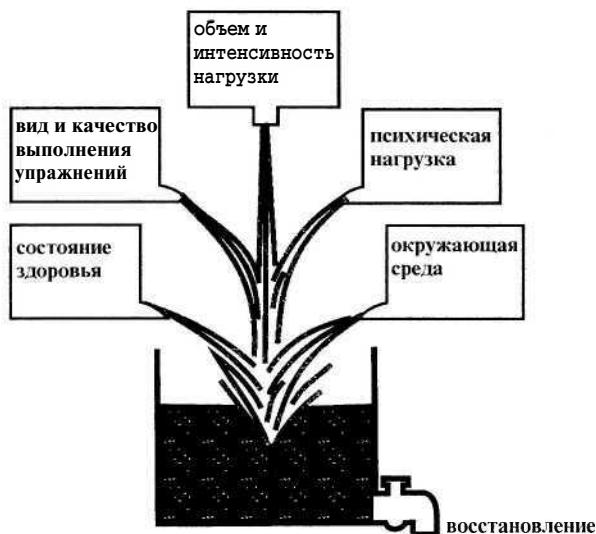 объем и
интенсивность
нагрузки
вид и качество
выполнения
упражнений
психическая
нагрузка
состояние
здоровья
окружающая
среда
восстановление